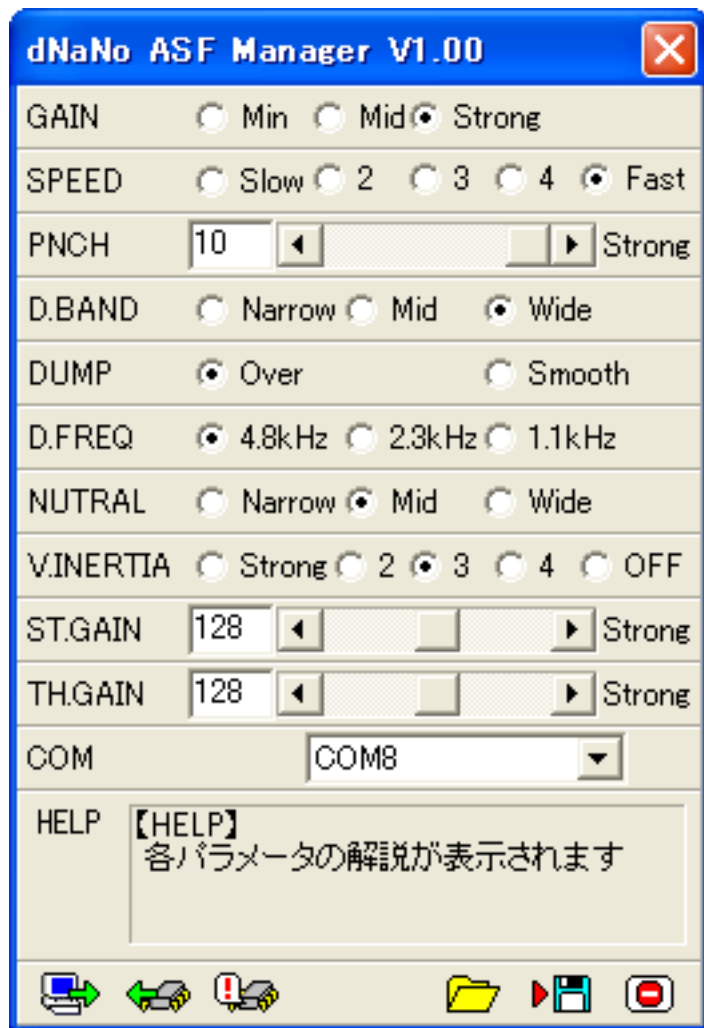 dNaNo ASF Manager V1.00
GAIN Min Mid Strong
SPEED Slow 2 3 4 Fast
PNCH 10 Strong
D.BAND Narrow Mid Wide
DUMP Over Smooth
D.FREQ 4.8kHz 2.3kHz 1.1kHz
NUTRAL Narrow Mid Wide
V.INERTIA Strong 2 3 4 OFF
ST.GAIN 128 Strong
TH.GAIN 128 Strong
COM COM8
HELP 【HELP】
各パラメータの解説が表示されます